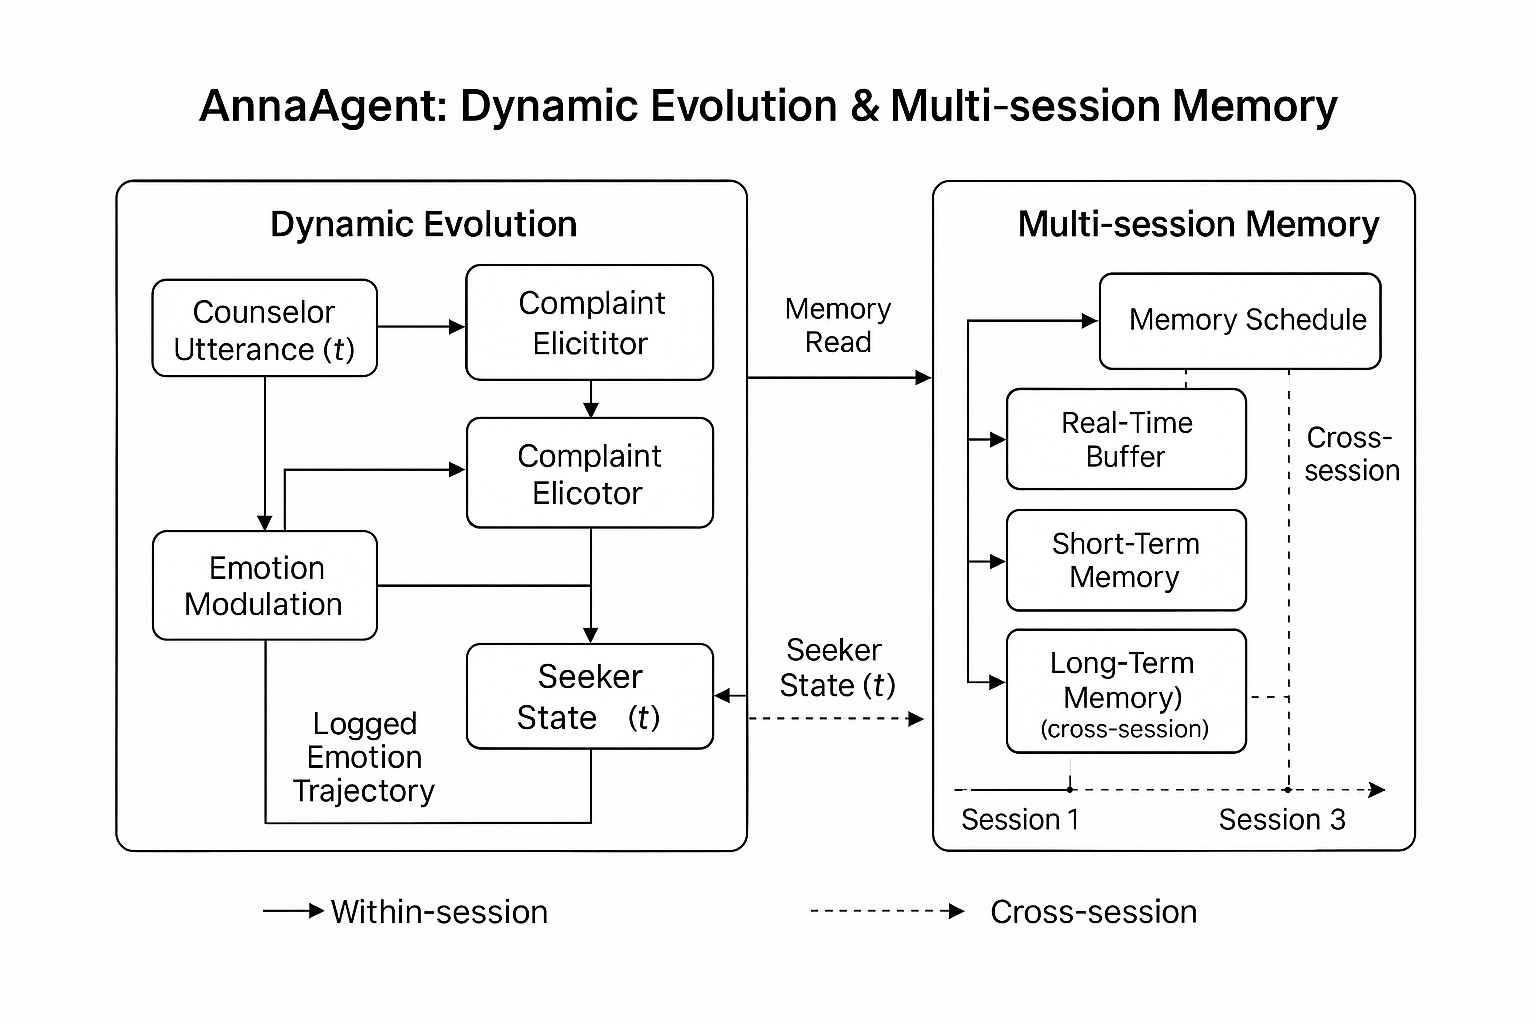 AnnaAgent: Dynamic Evolution & Multi-session Memory
Dynamic Evolution
Counselor
Utterance (t)
Complaint
Elicititor
Complaint
Elicotor
Emotion
Modulation
Seeker
State (t)
Logged
Emotion
Trajectory
Memory
Read
Seeker
State (t)
Multi-session Memory
Memory Schedule
Real-Time
Buffer
Cross-
session
Short-Term
Memory
Long-Term
Memory)
(cross-session)
Session 1
Session 3
Within-session
Cross-session